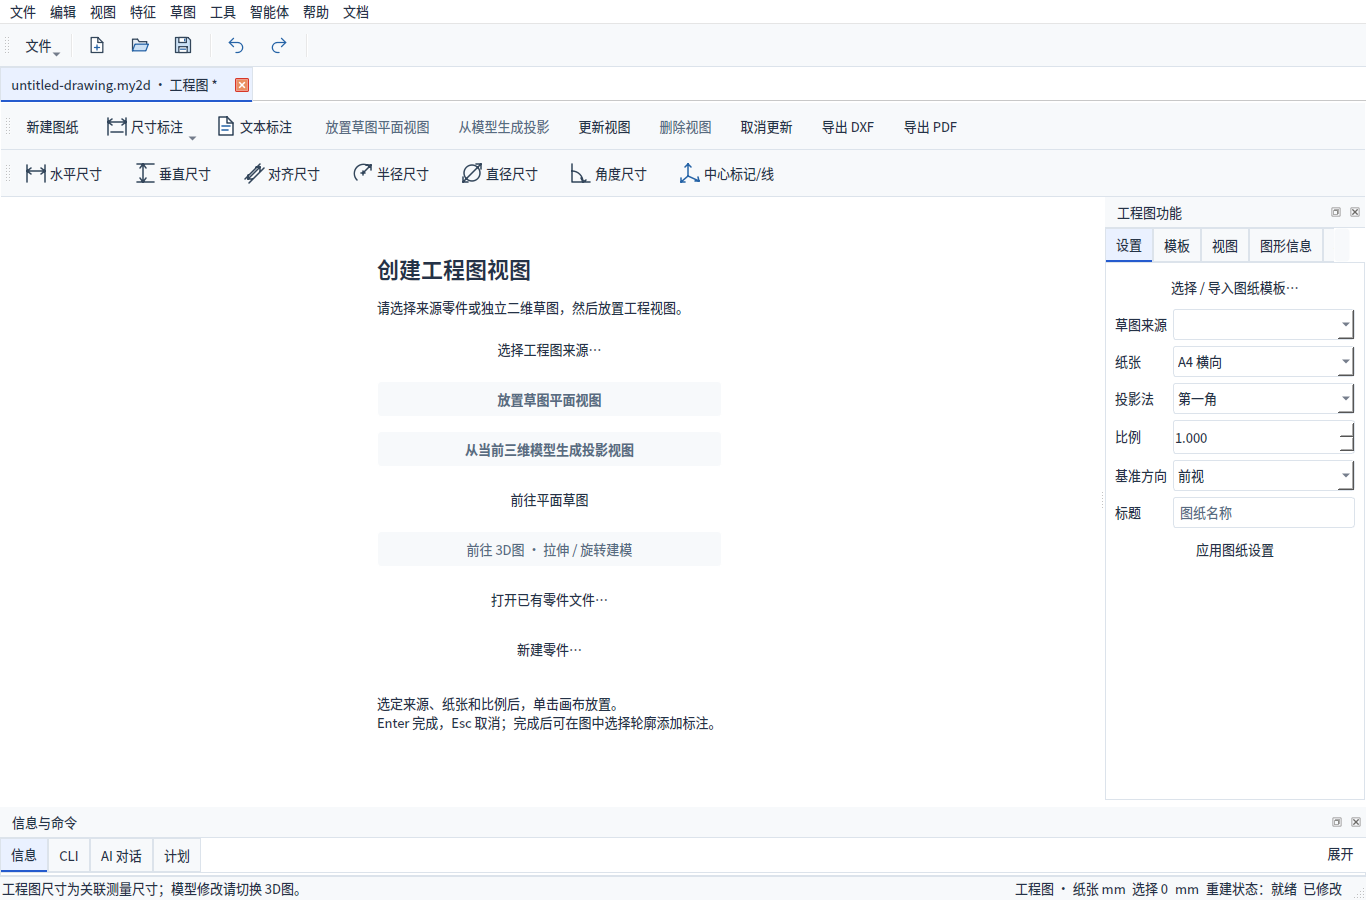 文件 编辑 视图 特征 草图 工具 智能体 帮助 文档
文件
untitled-drawing.my2d · 工程图 *
新建图纸 尺寸标注 文本标注 放置草图平面视图 从模型生成投影 更新视图 删除视图 取消更新 导出 DXF 导出 PDF
水平尺寸 垂直尺寸 对齐尺寸 半径尺寸 直径尺寸 角度尺寸 中心标记/线
工程图功能
设置 模板 视图 图形信息
选择 / 导入图纸模板…
草图来源
纸张 A4 横向
投影法 第一角
比例 1.000
基准方向 前视
标题 图纸名称
应用图纸设置
创建工程图视图
请选择来源零件或独立二维草图，然后放置工程视图。
选择工程图来源…
放置草图平面视图
从当前三维模型生成投影视图
前往平面草图
前往 3D图 · 拉伸 / 旋转建模
打开已有零件文件…
新建零件…
选定来源、纸张和比例后，单击画布放置。
Enter 完成，Esc 取消；完成后可在图中选择轮廓添加标注。
信息与命令
信息 CLI AI 对话 计划 展开
工程图尺寸为关联测量尺寸；模型修改请切换 3D图。 工程图 · 纸张 mm 选择 0 mm 重建状态：就绪 已修改